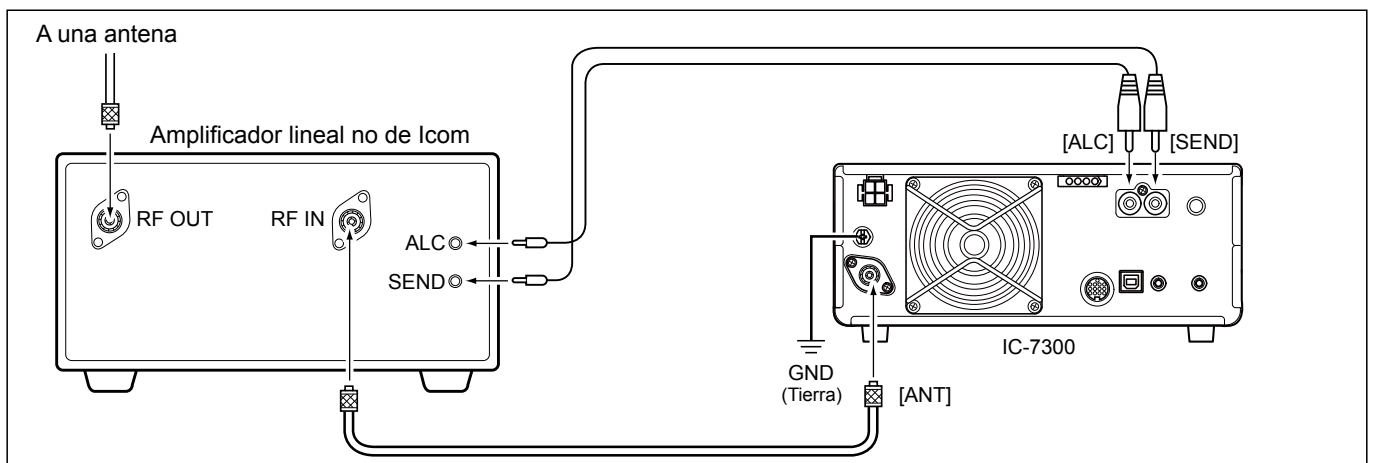 A una antena
Amplificador lineal no de Icom
[ALC]
[SEND]
RF OUT
RF IN
ALC
SEND
IC-7300
GND
(Tierra)
[ANT]